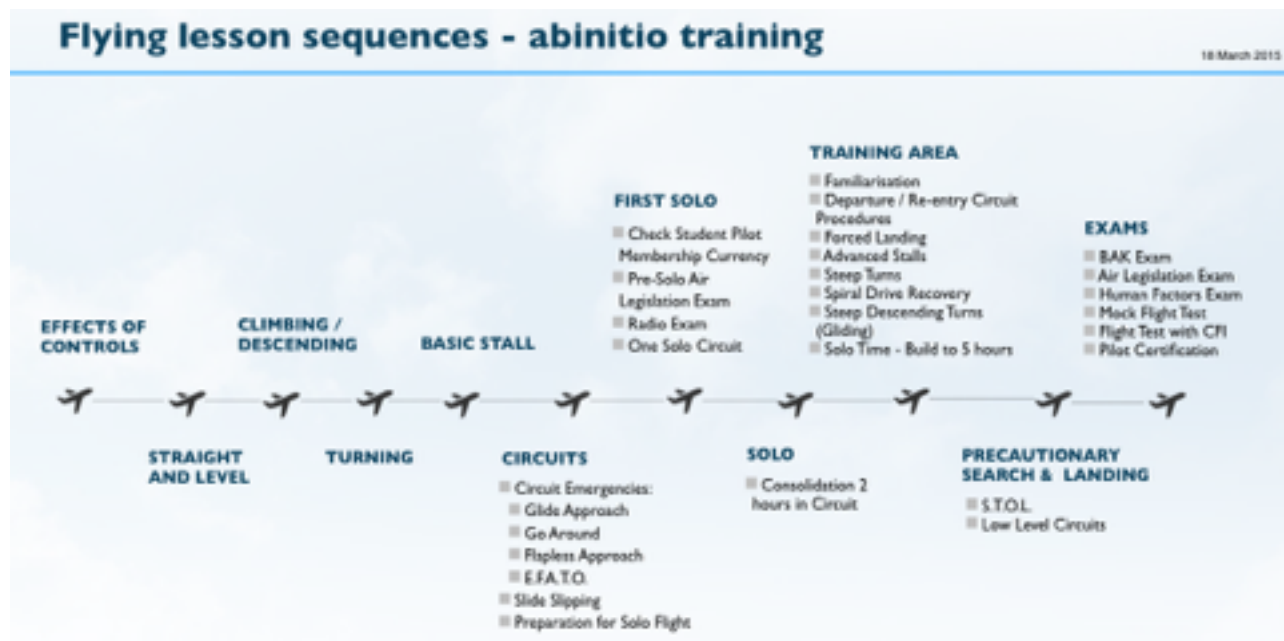 Flying lesson sequences - abinitio training
18 March 2015
EFFECTS OF
CONTROLS
STRAIGHT
AND LEVEL
CLIMBING /
DESCENDING
TURNING
BASIC STALL
CIRCUITS
Circuit Emergencies:
Glide Approach
Go Around
Flapless Approach
E.F.A.T.O.
Slide Slipping
Preparation for Solo Flight
FIRST SOLO
Check Student Pilot
Membership Currency
Pre-Solo Air
Legislation Exam
Radio Exam
One Solo Circuit
SOLO
Consolidation 2
hours in Circuit
TRAINING AREA
Familiarisation
Departure / Re-entry Circuit
Procedures
Forced Landing
Advanced Stalls
Steep Turns
Spiral Drive Recovery
Steep Descending Turns
(Gliding)
Solo Time - Build to 5 hours
PRECAUTIONARY
SEARCH & LANDING
S.T.O.L.
Low Level Circuits
EXAMS
BAK Exam
Air Legislation Exam
Human Factors Exam
Mock Flight Test
Flight Test with CFI
Pilot Certification